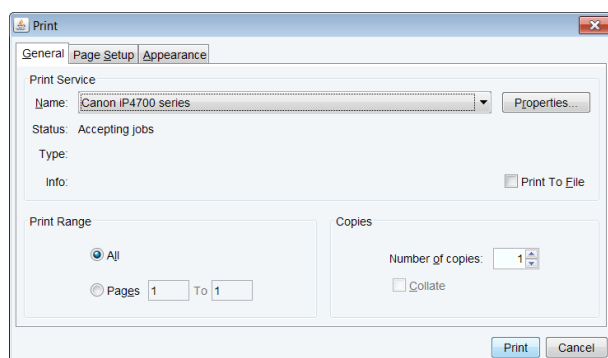 Print
General Page Setup Appearance
Print Service
Name: Canon iP4700 series Properties...
Status: Accepting jobs
Type:
Info: Print To File
Print Range Copies
All Number of copies: 1
Pages 1 To 1 Collate
Print Cancel